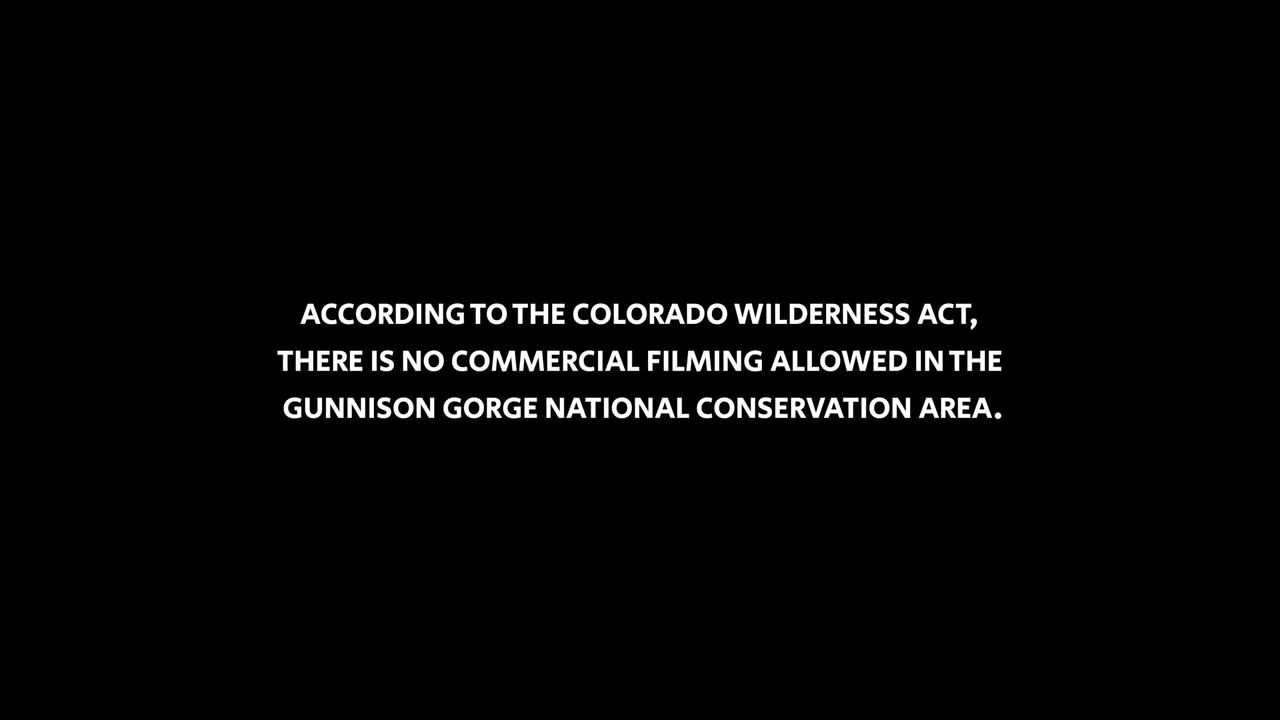 ACCORDING TO THE COLORADO WILDERNESS ACT,
THERE IS NO COMMERCIAL FILMING ALLOWED IN THE
GUNNISON GORGE NATIONAL CONSERVATION AREA.